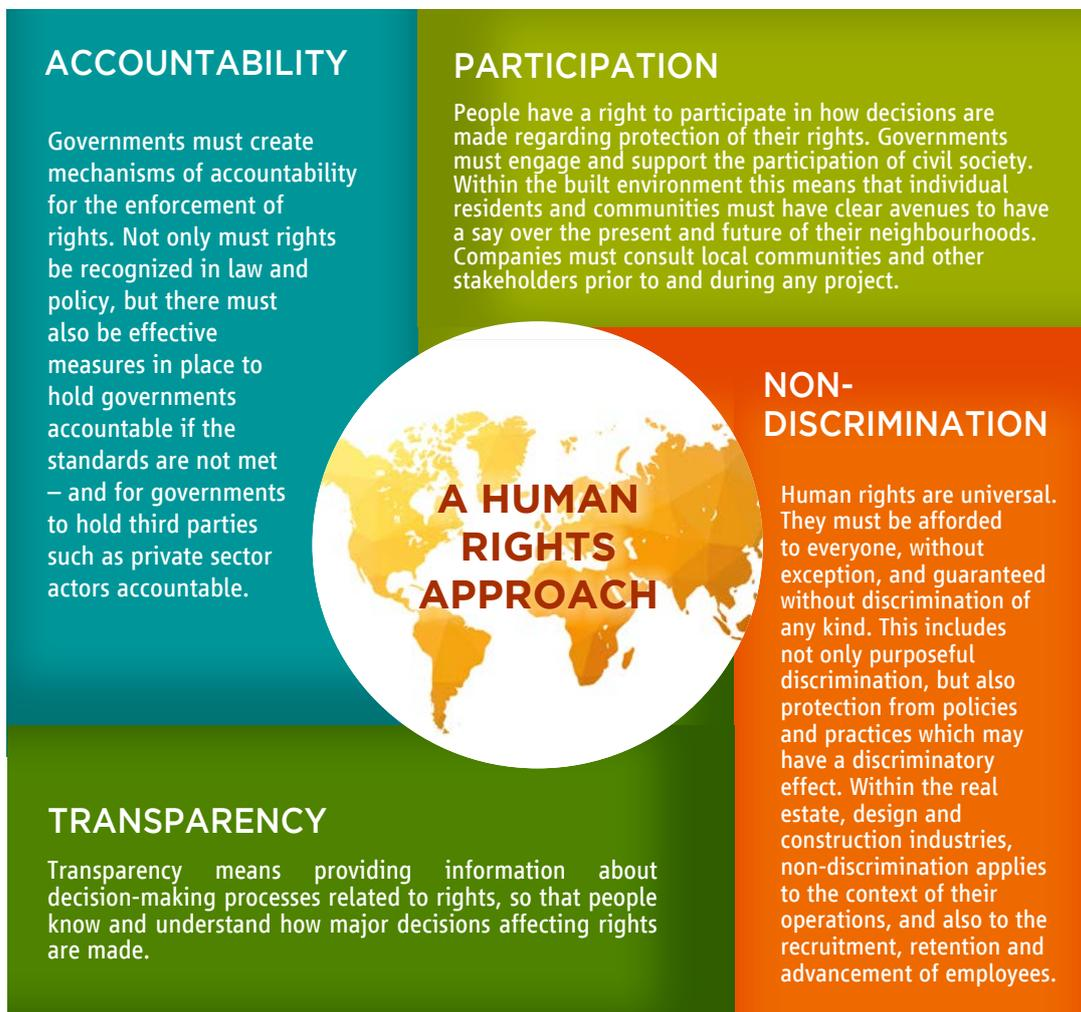 ACCOUNTABILITY
Governments must create
mechanisms of accountability
for the enforcement of
rights. Not only must rights
be recognized in law and
policy, but there must
also be effective
measures in place to
hold governments
accountable if the
standards are not met
– and for governments
to hold third parties
such as private sector
actors accountable.
PARTICIPATION
People have a right to participate in how decisions are
made regarding protection of their rights. Governments
must engage and support the participation of civil society.
Within the built environment this means that individual
residents and communities must have clear avenues to have
a say over the present and future of their neighbourhoods.
Companies must consult local communities and other
stakeholders prior to and during any project.
A HUMAN
RIGHTS
APPROACH
NON-
DISCRIMINATION
Human rights are universal.
They must be afforded
to everyone, without
exception, and guaranteed
without discrimination of
any kind. This includes
not only purposeful
discrimination, but also
protection from policies
and practices which may
have a discriminatory
effect. Within the real
estate, design and
construction industries,
non-discrimination applies
to the context of their
operations, and also to the
recruitment, retention and
advancement of employees.
TRANSPARENCY
Transparency means providing information about
decision-making processes related to rights, so that people
know and understand how major decisions affecting rights
are made.